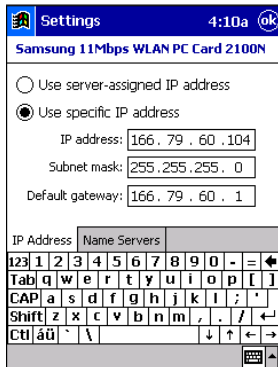 Settings 4:10a ok
Samsung 11Mbps WLAN PC Card 2100N
Use server-assigned IP address
Use specific IP address
IP address: 166 . 79 . 60 .104
Subnet mask: 255.255.255. 0
Default gateway: 166 . 79 . 60 . 1
IP Address Name Servers
123 1 2 3 4 5 6 7 8 9 0 - = ←
Tab q w e r t y u i o p [ ]
CAP a s d f g h j k l ; '
Shift z x c v b n m , . / ↵
Ctl áü ` \ ↓ ↑ ← →